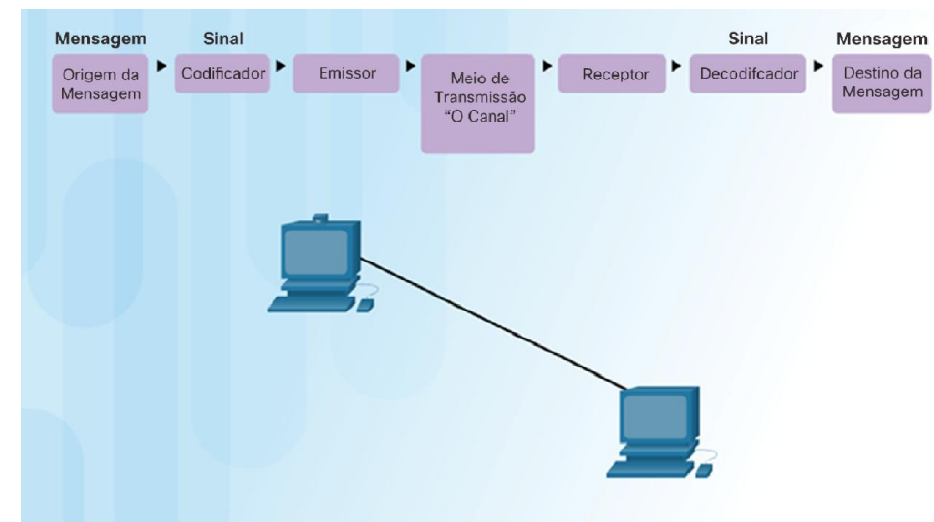 Mensagem
Sinal
Sinal
Mensagem
Origem da
Mensagem
Codificador
Emissor
Meio de
Transmissão
“O Canal”
Receptor
Decodifcador
Destino da
Mensagem